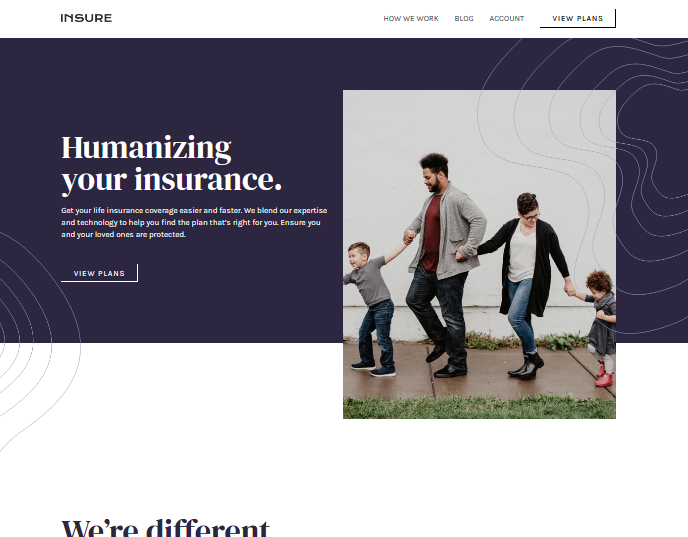 INSURE
HOW WE WORK
BLOG
ACCOUNT
VIEW PLANS
Humanizing
your insurance.
Get your life insurance coverage easier and faster. We blend our expertise
and technology to help you find the plan that's right for you. Ensure you
and your loved ones are protected.
VIEW PLANS
We’re different